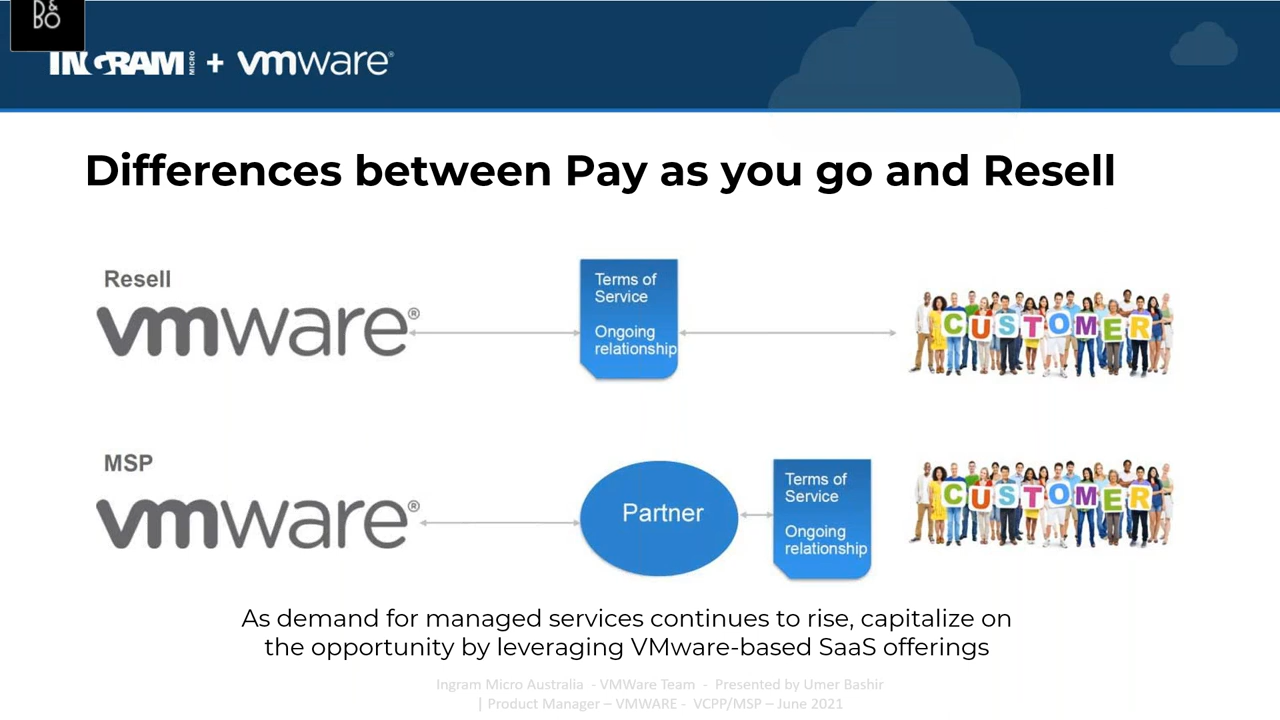 B&O
INGRAM MICRO + vmware®
Differences between Pay as you go and Resell
Resell
vmware®
Terms of
Service
Ongoing
relationship
CUSTOMER
MSP
vmware®
Partner
Terms of
Service
Ongoing
relationship
CUSTOMER
As demand for managed services continues to rise, capitalize on
the opportunity by leveraging VMware-based SaaS offerings
Ingram Micro Australia - VMWare Team - Presented by Umer Bashir
| Product Manager – VMWARE - VCPP/MSP – June 2021